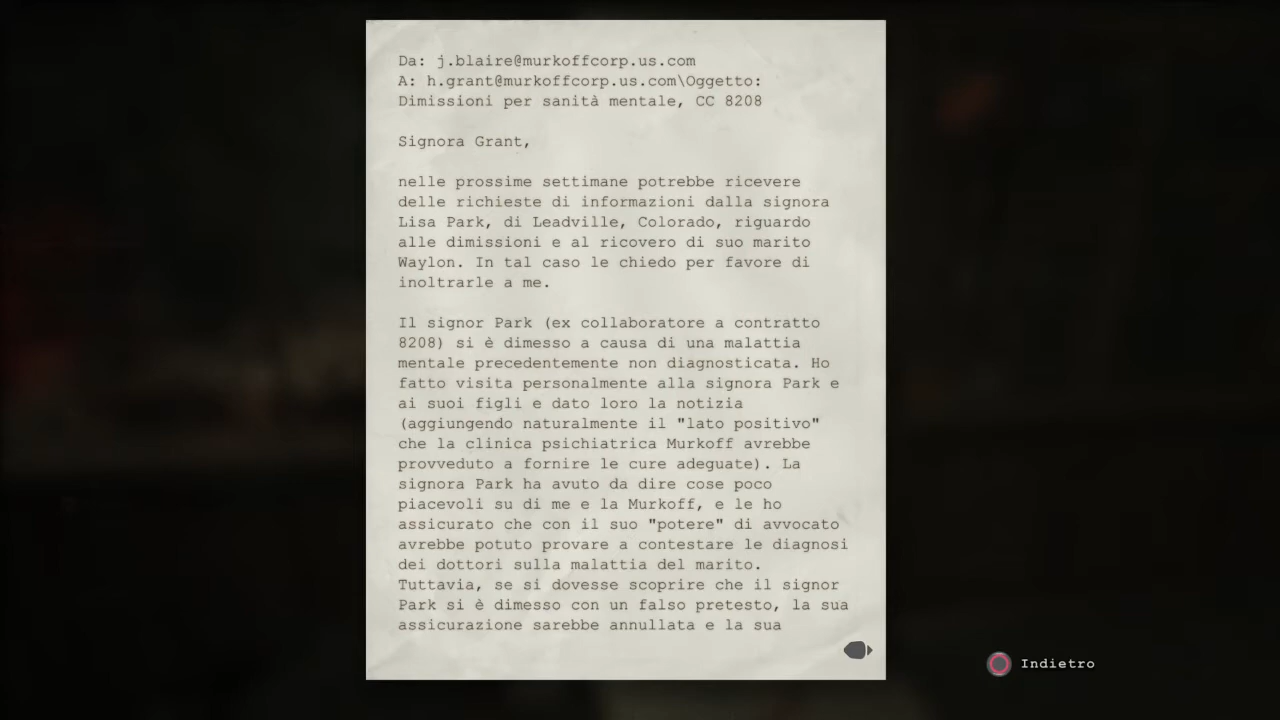 Da: j.blaire@murkoffcorp.us.com
A: h.grant@murkoffcorp.us.com\Oggetto:
Dimissioni per sanità mentale, CC 8208
Signora Grant,
nelle prossime settimane potrebbe ricevere
delle richieste di informazioni dalla signora
Lisa Park, di Leadville, Colorado, riguardo
alle dimissioni e al ricovero di suo marito
Waylon. In tal caso le chiedo per favore di
inoltrarle a me.
Il signor Park (ex collaboratore a contratto
8208) si è dimesso a causa di una malattia
mentale precedentemente non diagnosticata. Ho
fatto visita personalmente alla signora Park e
ai suoi figli e dato loro la notizia
(aggiungendo naturalmente il "lato positivo"
che la clinica psichiatrica Murkoff avrebbe
provveduto a fornire le cure adeguate). La
signora Park ha avuto da dire cose poco
piacevoli su di me e la Murkoff, e le ho
assicurato che con il suo "potere" di avvocato
avrebbe potuto provare a contestare le diagnosi
dei dottori sulla malattia del marito.
Tuttavia, se si dovesse scoprire che il signor
Park si è dimesso con un falso pretesto, la sua
assicurazione sarebbe annullata e la sua
Indietro